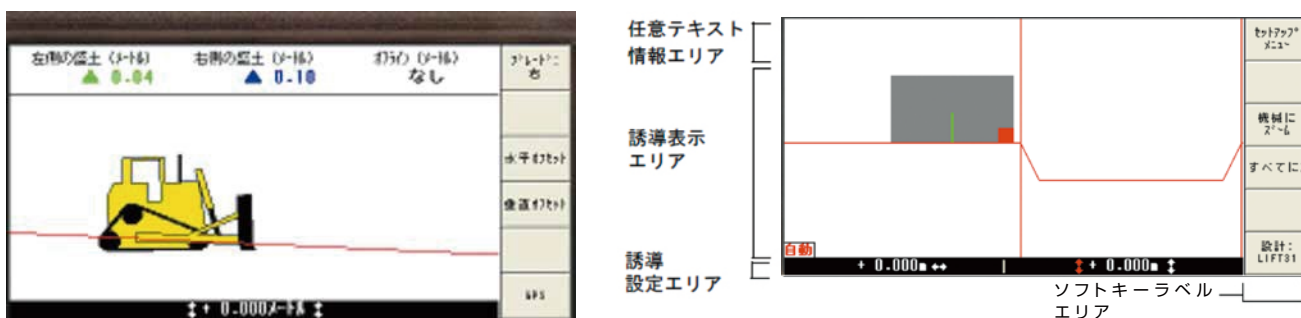 左側の盛土 (メートル)
▲ 0.04
右側の盛土 (メートル)
▲ 0.10
オフライン (メートル)
なし
ブレードに:
右
水平オフセット
垂直オフセット
GPS
↕ + 0.000メートル ↕
任意テキスト
情報エリア
誘導表示
エリア
誘導
設定エリア
自動
+ 0.000m ↔ | ↕ + 0.000m ↕
セットアップ
メニュー
機械に
ズーム
すべてに
設計:
LIFT31
ソフトキーラベル
エリア